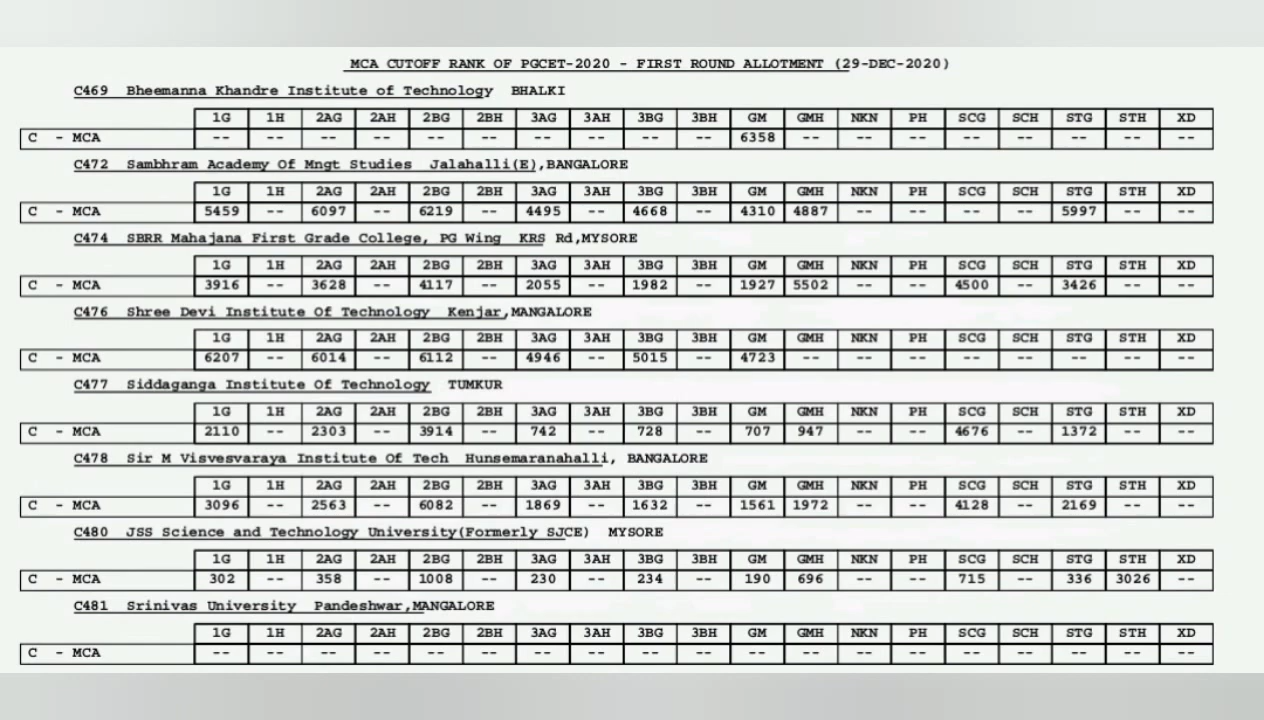 MCA CUTOFF RANK OF PGCET-2020 - FIRST ROUND ALLOTMENT (29-DEC-2020)
C469 Bheemanna Khandre Institute of Technology BHALKI
1G 1H 2AG 2AH 2BG 2BH 3AG 3AH 3BG 3BH GM GMH NKN PH SCG SCH STG STH XD
C - MCA -- -- -- -- -- -- -- -- -- -- 6358 -- -- -- -- -- -- -- --
C472 Sambhram Academy Of Mngt Studies Jalahalli(E),BANGALORE
1G 1H 2AG 2AH 2BG 2BH 3AG 3AH 3BG 3BH GM GMH NKN PH SCG SCH STG STH XD
C - MCA 5459 -- 6097 -- 6219 -- 4495 -- 4668 -- 4310 4887 -- -- -- -- 5997 -- --
C474 SBRR Mahajana First Grade College, PG Wing KRS Rd,MYSORE
1G 1H 2AG 2AH 2BG 2BH 3AG 3AH 3BG 3BH GM GMH NKN PH SCG SCH STG STH XD
C - MCA 3916 -- 3628 -- 4117 -- 2055 -- 1982 -- 1927 5502 -- -- 4500 -- 3426 -- --
C476 Shree Devi Institute Of Technology Kenjar,MANGALORE
1G 1H 2AG 2AH 2BG 2BH 3AG 3AH 3BG 3BH GM GMH NKN PH SCG SCH STG STH XD
C - MCA 6207 -- 6014 -- 6112 -- 4946 -- 5015 -- 4723 -- -- -- -- -- -- -- --
C477 Siddaganga Institute Of Technology TUMKUR
1G 1H 2AG 2AH 2BG 2BH 3AG 3AH 3BG 3BH GM GMH NKN PH SCG SCH STG STH XD
C - MCA 2110 -- 2303 -- 3914 -- 742 -- 728 -- 707 947 -- -- 4676 -- 1372 -- --
C478 Sir M Visvesvaraya Institute Of Tech Hunsemaranahalli, BANGALORE
1G 1H 2AG 2AH 2BG 2BH 3AG 3AH 3BG 3BH GM GMH NKN PH SCG SCH STG STH XD
C - MCA 3096 -- 2563 -- 6082 -- 1869 -- 1632 -- 1561 1972 -- -- 4128 -- 2169 -- --
C480 JSS Science and Technology University(Formerly SJCE) MYSORE
1G 1H 2AG 2AH 2BG 2BH 3AG 3AH 3BG 3BH GM GMH NKN PH SCG SCH STG STH XD
C - MCA 302 -- 358 -- 1008 -- 230 -- 234 -- 190 696 -- -- 715 -- 336 3026 --
C481 Srinivas University Pandeshwar,MANGALORE
1G 1H 2AG 2AH 2BG 2BH 3AG 3AH 3BG 3BH GM GMH NKN PH SCG SCH STG STH XD
C - MCA -- -- -- -- -- -- -- -- -- -- -- -- -- -- -- -- -- -- --